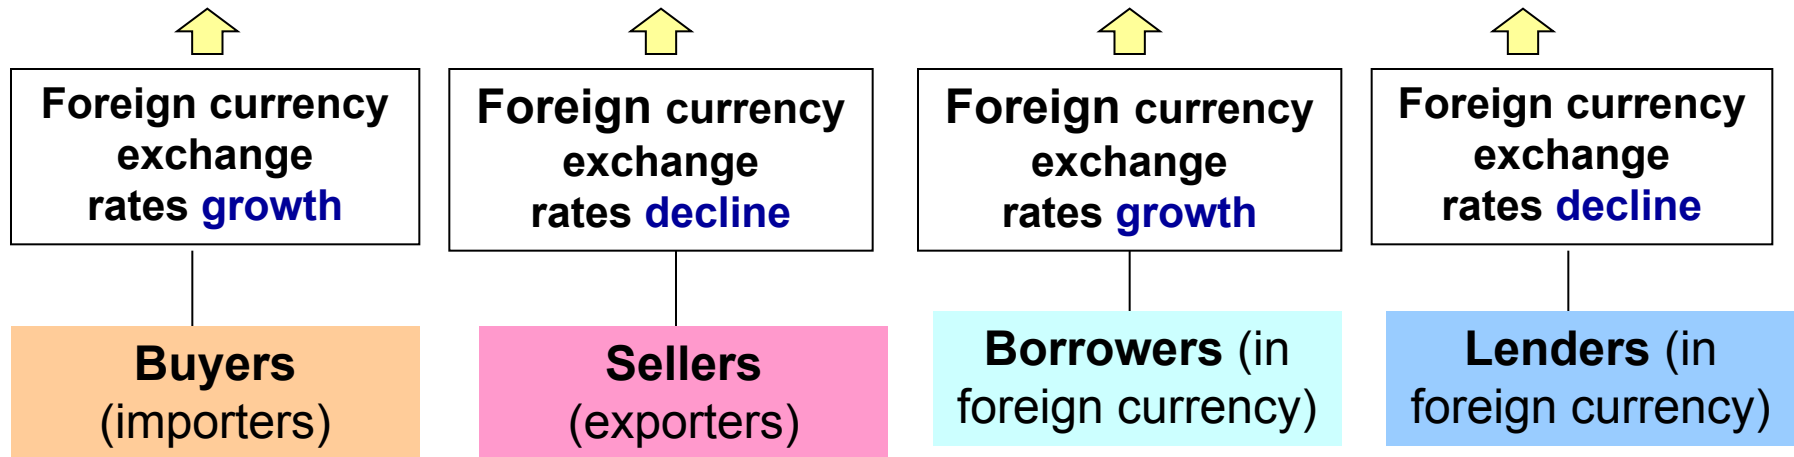 Foreign currency
exchange
rates growth
Foreign currency
exchange
rates decline
Foreign currency
exchange
rates growth
Foreign currency
exchange
rates decline
Buyers
(importers)
Sellers
(exporters)
Borrowers (in
foreign currency)
Lenders (in
foreign currency)